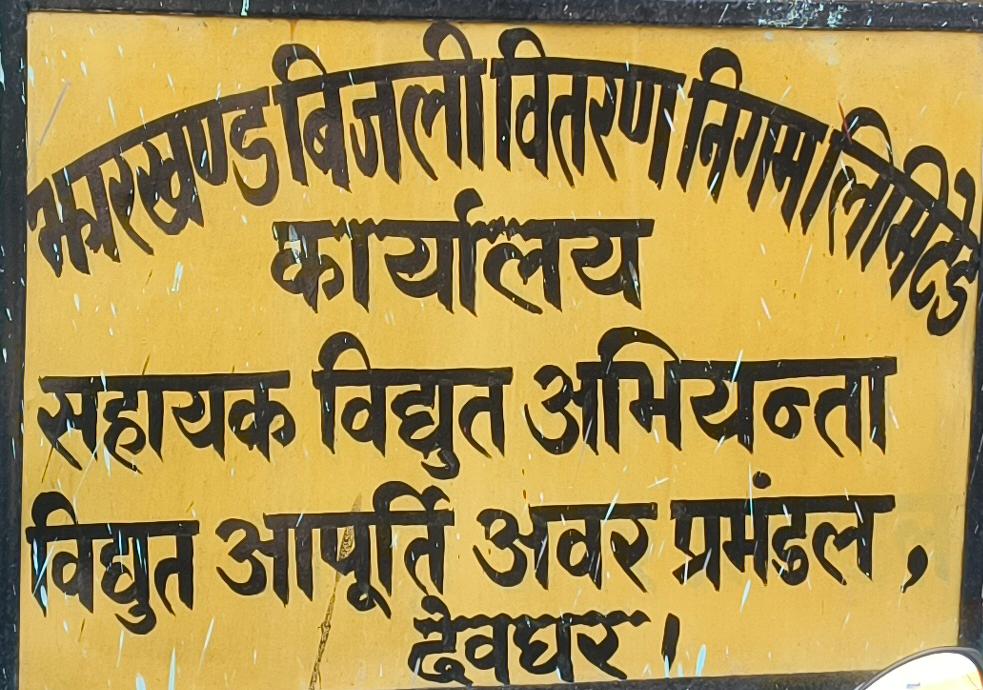 झारखण्ड बिजली वितरण निगम लिमिटेड
कार्यालय
सहायक विद्युत अभियन्ता
विद्युत आपूर्ति अवर प्रमंडल ,
देवघर ।